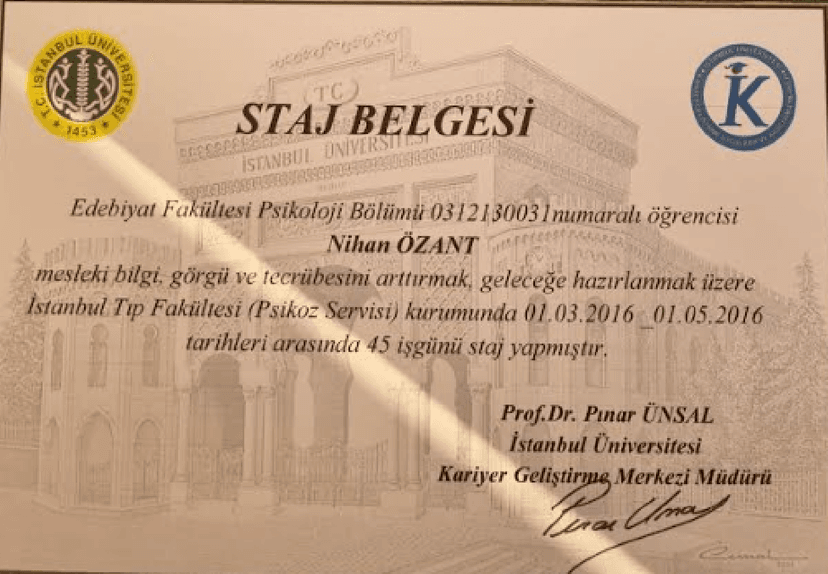 T.C. İSTANBUL ÜNİVERSİTESİ
1453
K
T.C.
STAJ BELGESİ
İSTANBUL ÜNİVERSİTESİ
Edebiyat Fakültesi Psikoloji Bölümü 0312130031numaralı öğrencisi
Nihan ÖZANT
mesleki bilgi, görgü ve tecrübesini arttırmak, geleceğe hazırlanmak üzere
İstanbul Tıp Fakültesi (Psikoz Servisi) kurumunda 01.03.2016 _01.05.2016
tarihleri arasında 45 işgünü staj yapmıştır.
Prof.Dr. Pınar ÜNSAL
İstanbul Üniversitesi
Kariyer Geliştirme Merkezi Müdürü